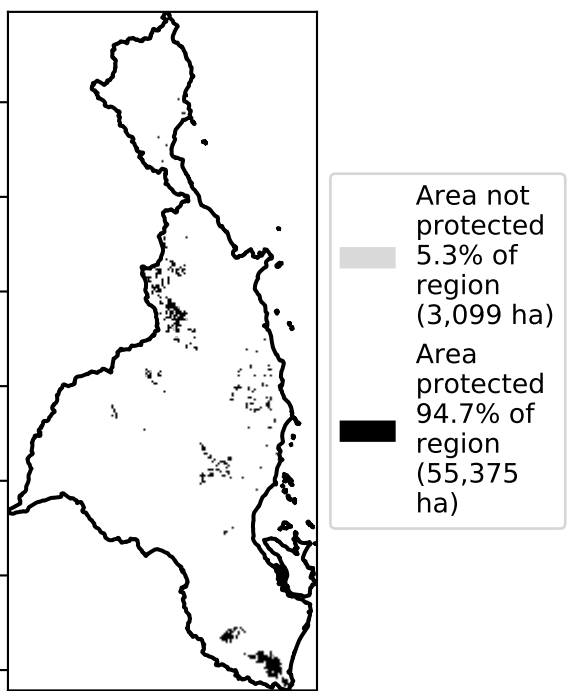 Area not
protected
5.3% of
region
(3,099 ha)
Area
protected
94.7% of
region
(55,375
ha)